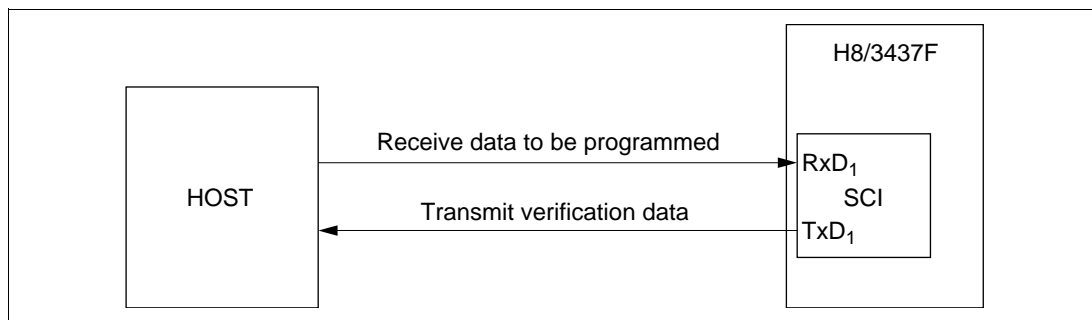 H8/3437F
Receive data to be programmed
RxD₁
HOST
SCI
Transmit verification data
TxD₁